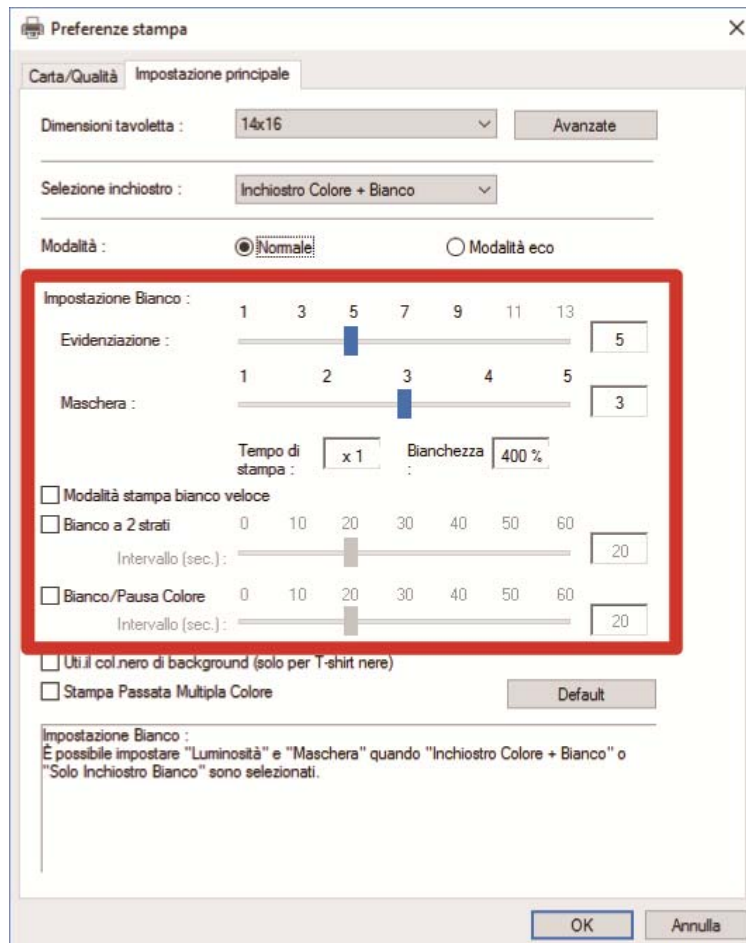 Preferenze stampa
Carta/Qualità Impostazione principale
Dimensioni tavoletta : 14x16 Avanzate
Selezione inchiostro : Inchiostro Colore + Bianco
Modalità : Normale Modalità eco
Impostazione Bianco :
1 3 5 7 9 11 13
Evidenziazione : 5
1 2 3 4 5
Maschera : 3
Tempo di stampa : x 1 Bianchezza : 400 %
Modalità stampa bianco veloce
Bianco a 2 strati 0 10 20 30 40 50 60
Intervallo (sec.) : 20
Bianco/Pausa Colore 0 10 20 30 40 50 60
Intervallo (sec.) : 20
Uti.il col.nero di background (solo per T-shirt nere)
Stampa Passata Multipla Colore Default
Impostazione Bianco :
È possibile impostare "Luminosità" e "Maschera" quando "Inchiostro Colore + Bianco" o
"Solo Inchiostro Bianco" sono selezionati.
OK Annulla